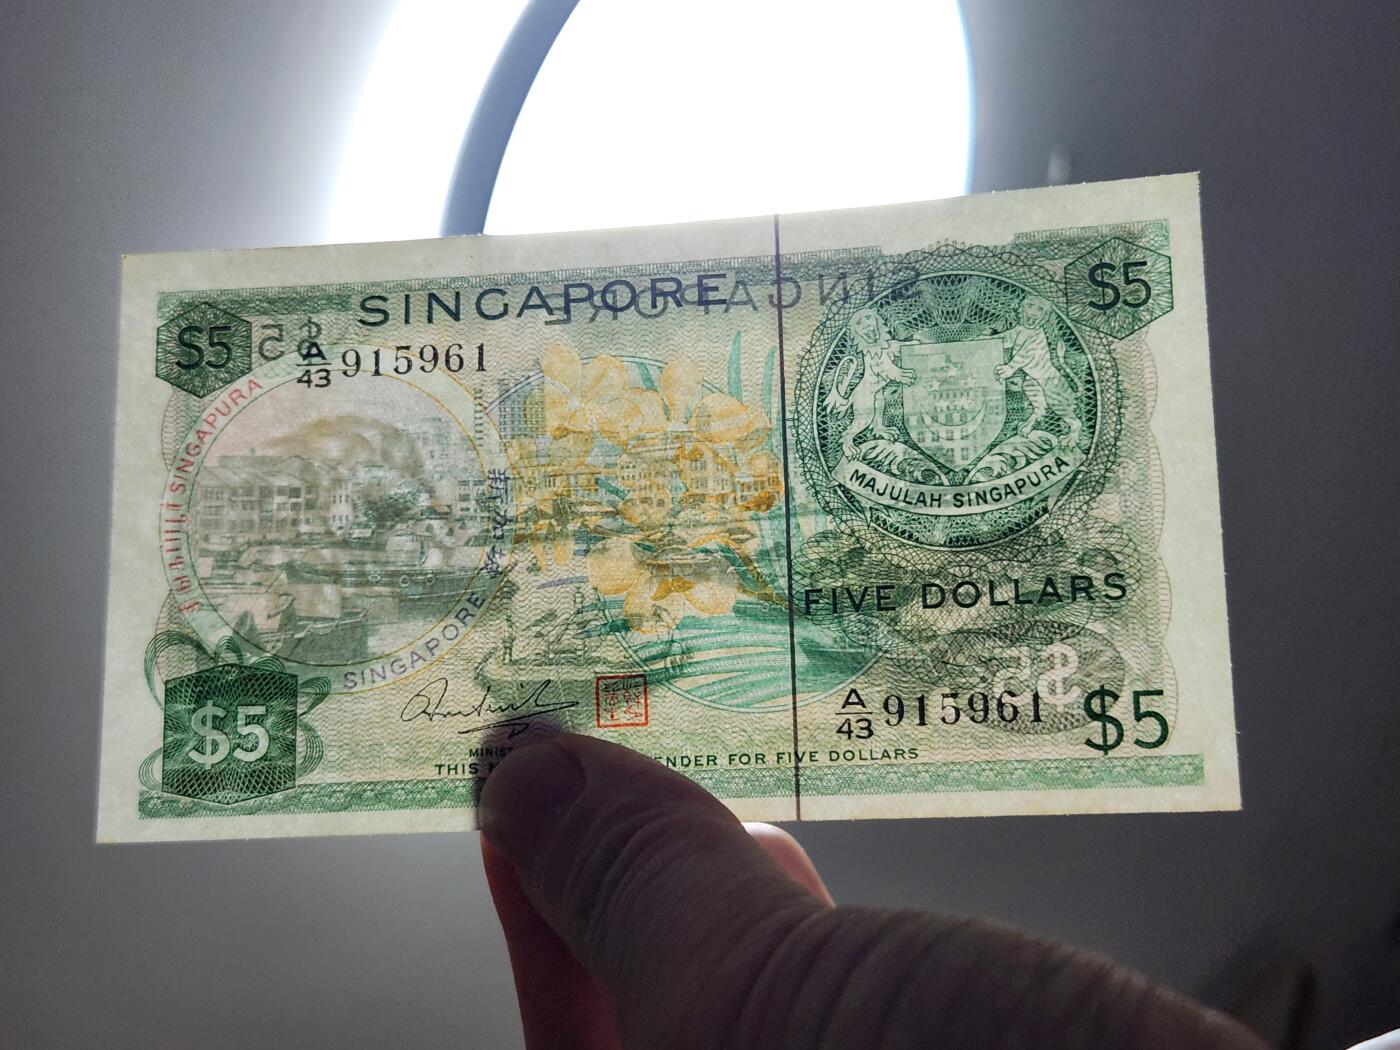 SINGAPORE
$5
$5
A/43 915961
SINGAPURA
SINGAPORE
MAJULAH SINGAPURA
FIVE DOLLARS
A/43 915961
$5
$5
THIS
ENDER FOR FIVE DOLLARS